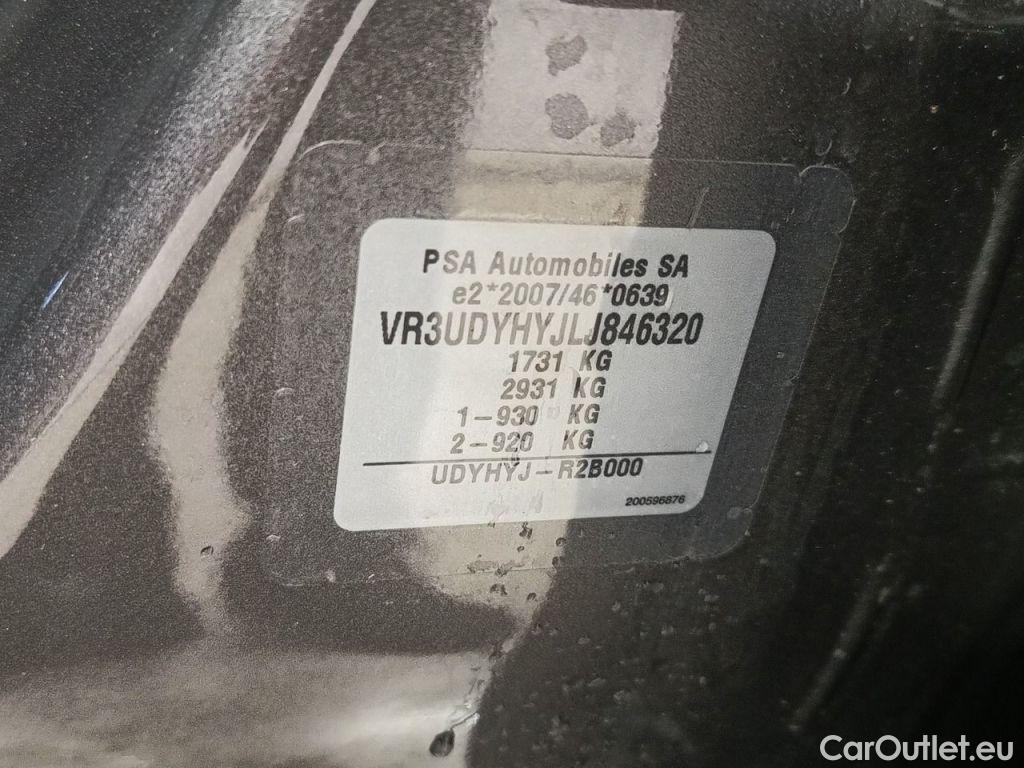 PSA Automobiles SA
e2*2007/46*0639
VR3UDYHYJLJ846320
1731 KG
2931 KG
1-930 KG
2-920 KG
UDYHYJ-R2B000
200596876
CarOutlet.eu